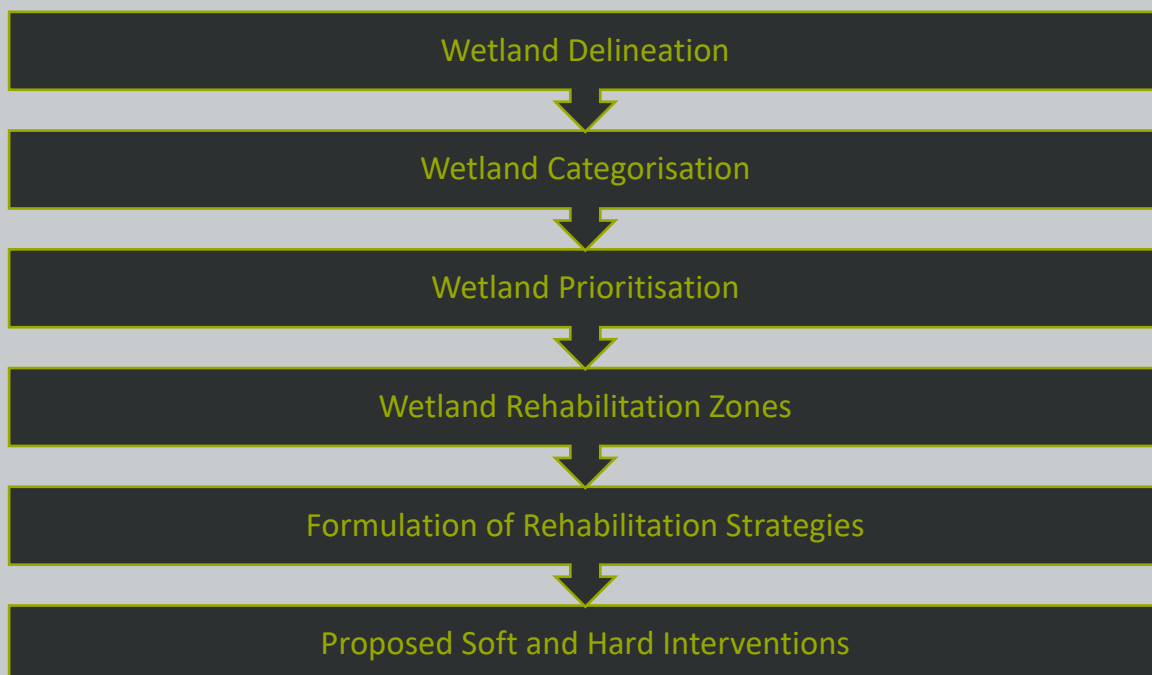 Wetland Delineation
Wetland Categorisation
Wetland Prioritisation
Wetland Rehabilitation Zones
Formulation of Rehabilitation Strategies
Proposed Soft and Hard Interventions